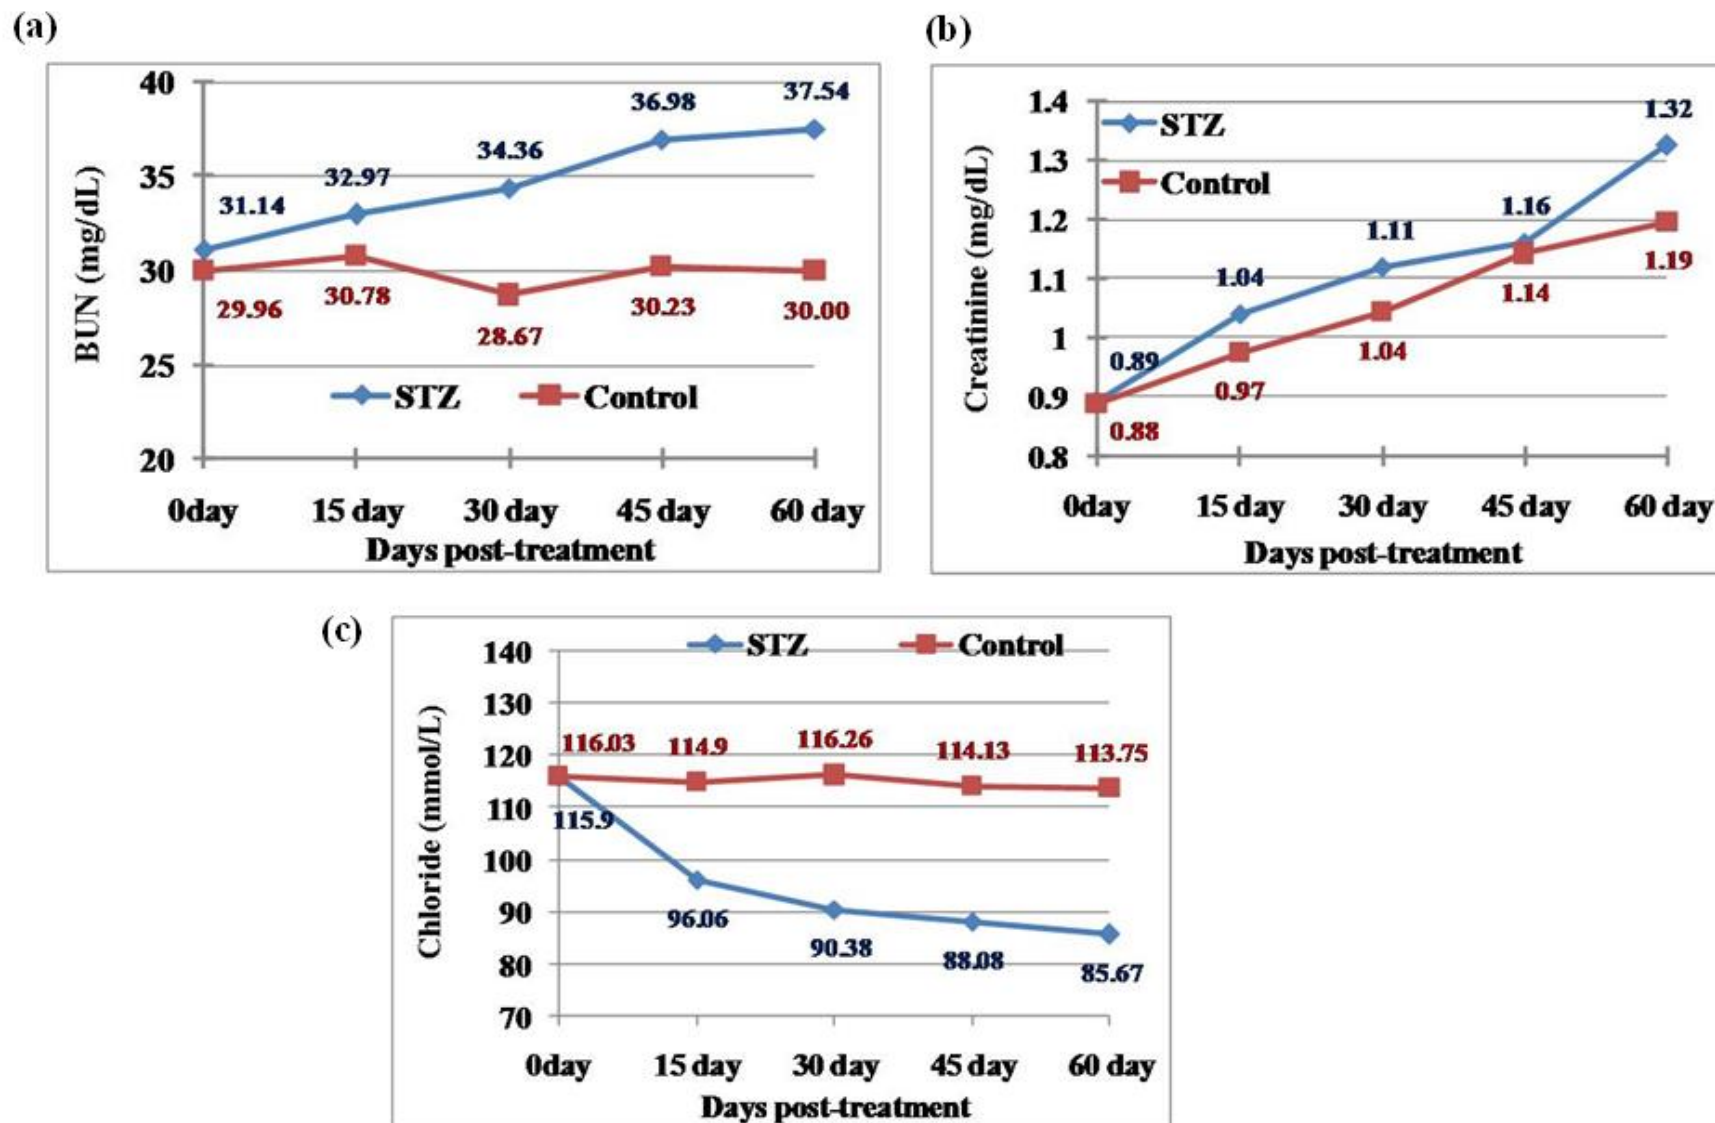 (a)
40
35
30
25
20
BUN (mg/dL)
31.14
32.97
34.36
36.98
37.54
29.96
30.78
28.67
30.23
30.00
STZ
Control
0day
15 day
30 day
45 day
60 day
Days post-treatment
(b)
1.4
1.3
1.2
1.1
1
0.9
0.8
Creatinine (mg/dL)
STZ
Control
0.89
1.04
1.11
1.16
1.32
0.88
0.97
1.04
1.14
1.19
0day
15 day
30 day
45 day
60 day
Days post-treatment
(c)
140
130
120
110
100
90
80
70
Chloride (mmol/L)
STZ
Control
116.03
114.9
116.26
114.13
113.75
115.9
96.06
90.38
88.08
85.67
0day
15 day
30 day
45 day
60 day
Days post-treatment